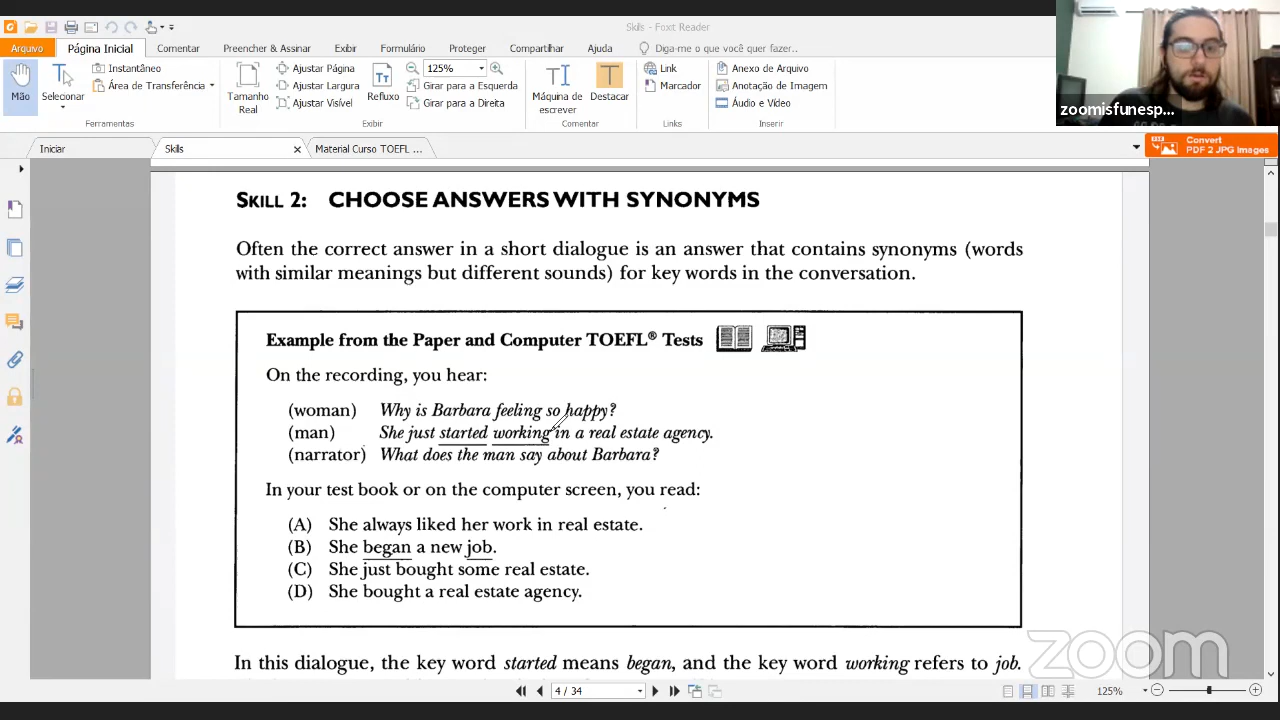 Skills - Foxit Reader
Arquivo Página Inicial Comentar Preencher & Assinar Exibir Formulário Proteger Compartilhar Ajuda Diga-me o que você quer fazer..
Mão
Selecionar
Instantâneo
Área de Transferência
Ferramentas
Tamanho Real
Ajustar Página
Ajustar Largura
Ajustar Visível
Refluxo
125%
Girar para a Esquerda
Girar para a Direita
Exibir
Máquina de escrever
Destacar
Comentar
Link
Marcador
Links
Anexo de Arquivo
Anotação de Imagem
Áudio e Vídeo
Inserir
zoomisfunesp...
Iniciar Skills Material Curso TOEFL ...
Convert
PDF 2 JPG Images
SKILL 2: CHOOSE ANSWERS WITH SYNONYMS
Often the correct answer in a short dialogue is an answer that contains synonyms (words
with similar meanings but different sounds) for key words in the conversation.
Example from the Paper and Computer TOEFL® Tests
On the recording, you hear:
(woman) Why is Barbara feeling so happy?
(man) She just started working in a real estate agency.
(narrator) What does the man say about Barbara?
In your test book or on the computer screen, you read:
(A) She always liked her work in real estate.
(B) She began a new job.
(C) She just bought some real estate.
(D) She bought a real estate agency.
In this dialogue, the key word started means began, and the key word working refers to job.
zoom
4 / 34
125%